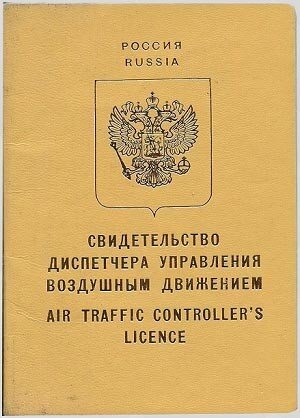 РОССИЯ
RUSSIA
СВИДЕТЕЛЬСТВО
ДИСПЕТЧЕРА УПРАВЛЕНИЯ
ВОЗДУШНЫМ ДВИЖЕНИЕМ
AIR TRAFFIC CONTROLLER'S
LICENCE